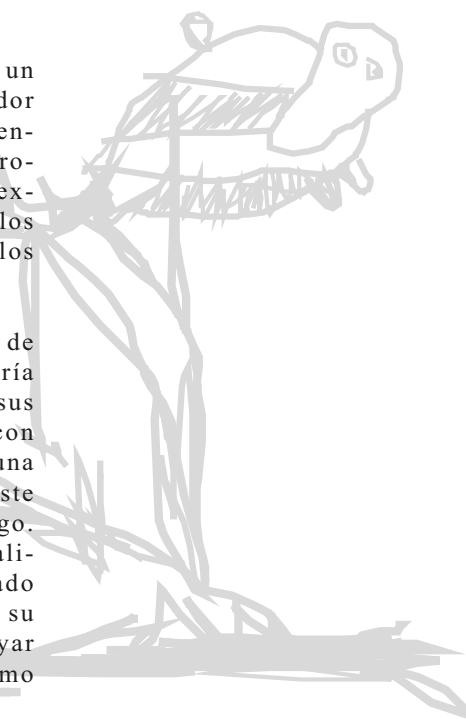 un
dor
en-
ro-
ex-
los
los
de
ría
sus
con
una
ste
go.
ali-
ado
su
yar
mo